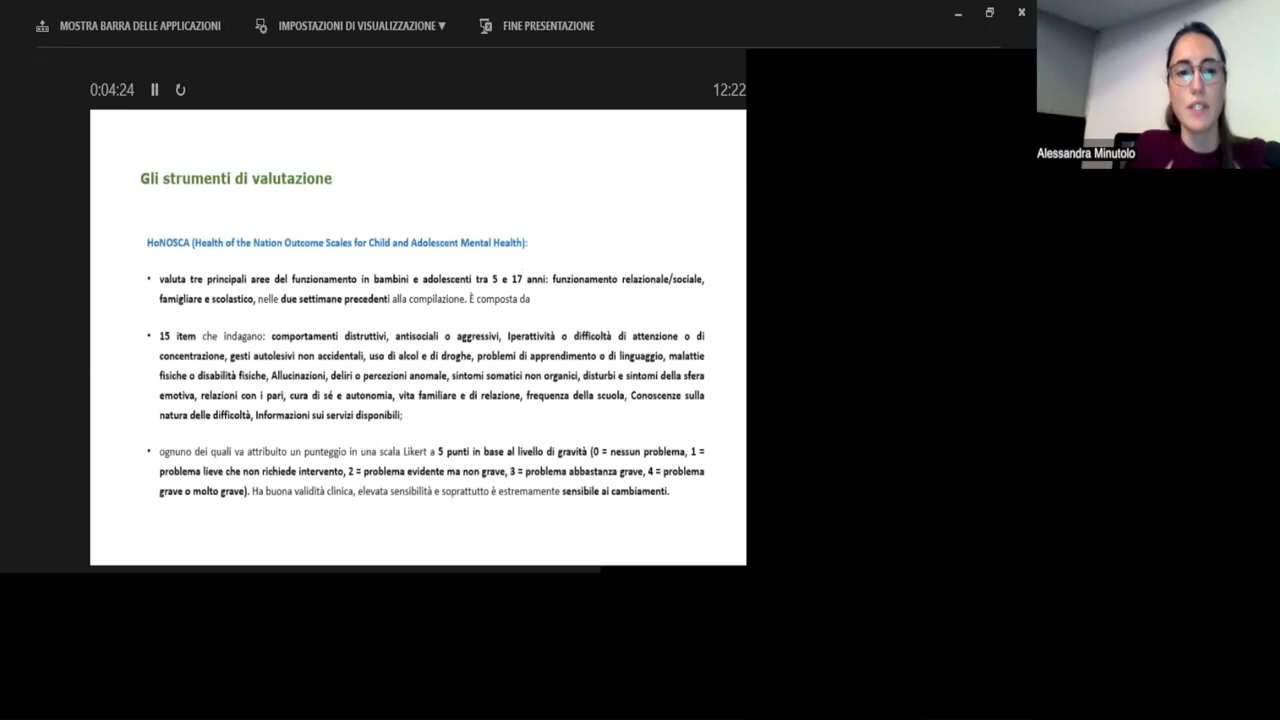 MOSTRA BARRA DELLE APPLICAZIONI
IMPOSTAZIONI DI VISUALIZZAZIONE ▼
FINE PRESENTAZIONE
0:04:24
12:22
Alessandra Minutolo
Gli strumenti di valutazione
HoNOSCA (Health of the Nation Outcome Scales for Child and Adolescent Mental Health):
• valuta tre principali aree del funzionamento in bambini e adolescenti tra 5 e 17 anni: funzionamento relazionale/sociale,
famigliare e scolastico, nelle due settimane precedenti alla compilazione. È composta da
• 15 item che indagano: comportamenti distruttivi, antisociali o aggressivi, Iperattività o difficoltà di attenzione o di
concentrazione, gesti autolesivi non accidentali, uso di alcol e di droghe, problemi di apprendimento o di linguaggio, malattie
fisiche o disabilità fisiche, Allucinazioni, deliri o percezioni anomale, sintomi somatici non organici, disturbi e sintomi della sfera
emotiva, relazioni con i pari, cura di sé e autonomia, vita familiare e di relazione, frequenza della scuola, Conoscenze sulla
natura delle difficoltà, Informazioni sui servizi disponibili;
• ognuno dei quali va attribuito un punteggio in una scala Likert a 5 punti in base al livello di gravità (0 = nessun problema, 1 =
problema lieve che non richiede intervento, 2 = problema evidente ma non grave, 3 = problema abbastanza grave, 4 = problema
grave o molto grave). Ha buona validità clinica, elevata sensibilità e soprattutto è estremamente sensibile ai cambiamenti.